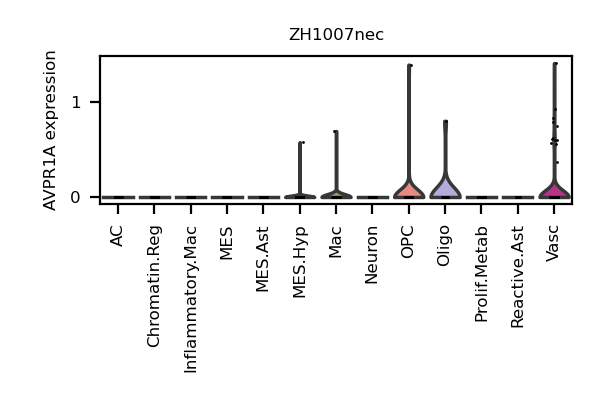 ZH1007nec
AVPR1A expression
1
0
AC
Chromatin.Reg
Inflammatory.Mac
MES
MES.Ast
MES.Hyp
Mac
Neuron
OPC
Oligo
Prolif.Metab
Reactive.Ast
Vasc